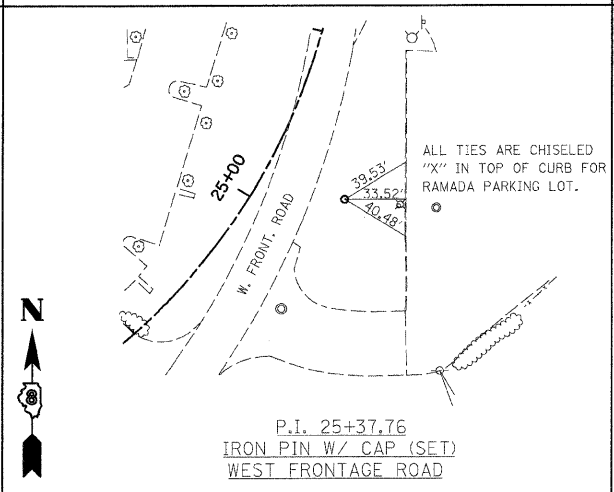 ALL TIES ARE CHISELED
"X" IN TOP OF CURB FOR
RAMADA PARKING LOT.
39.53'
33.52'
40.48'
25+00
W. FRONT. ROAD
N
8
P.I. 25+37.76
IRON PIN W/ CAP (SET)
WEST FRONTAGE ROAD